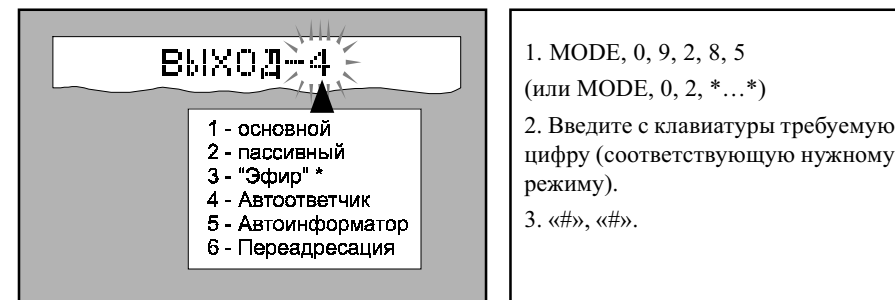 ВЫХОД-4
1 - основной
2 - пассивный
3 - "Эфир" *
4 - Автоответчик
5 - Автоинформатор
6 - Переадресация
1. MODE, 0, 9, 2, 8, 5
(или MODE, 0, 2, *…*)
2. Введите с клавиатуры требуемую
цифру (соответствующую нужному
режиму).
3. «#», «#».